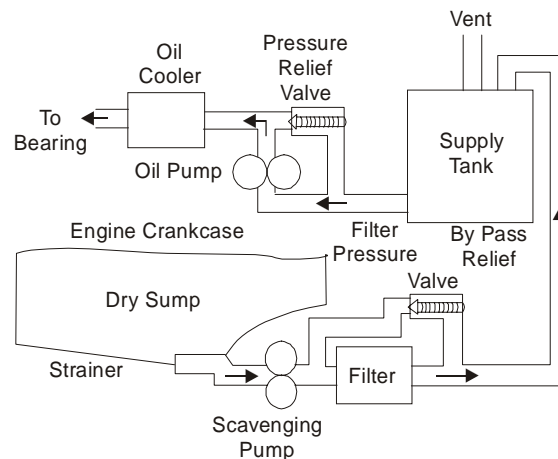 Vent
Oil
Cooler
Pressure
Relief
Valve
To
Bearing
Oil Pump
Supply
Tank
Engine Crankcase
Filter
Pressure
By Pass
Relief
Valve
Dry Sump
Strainer
Filter
Scavenging
Pump